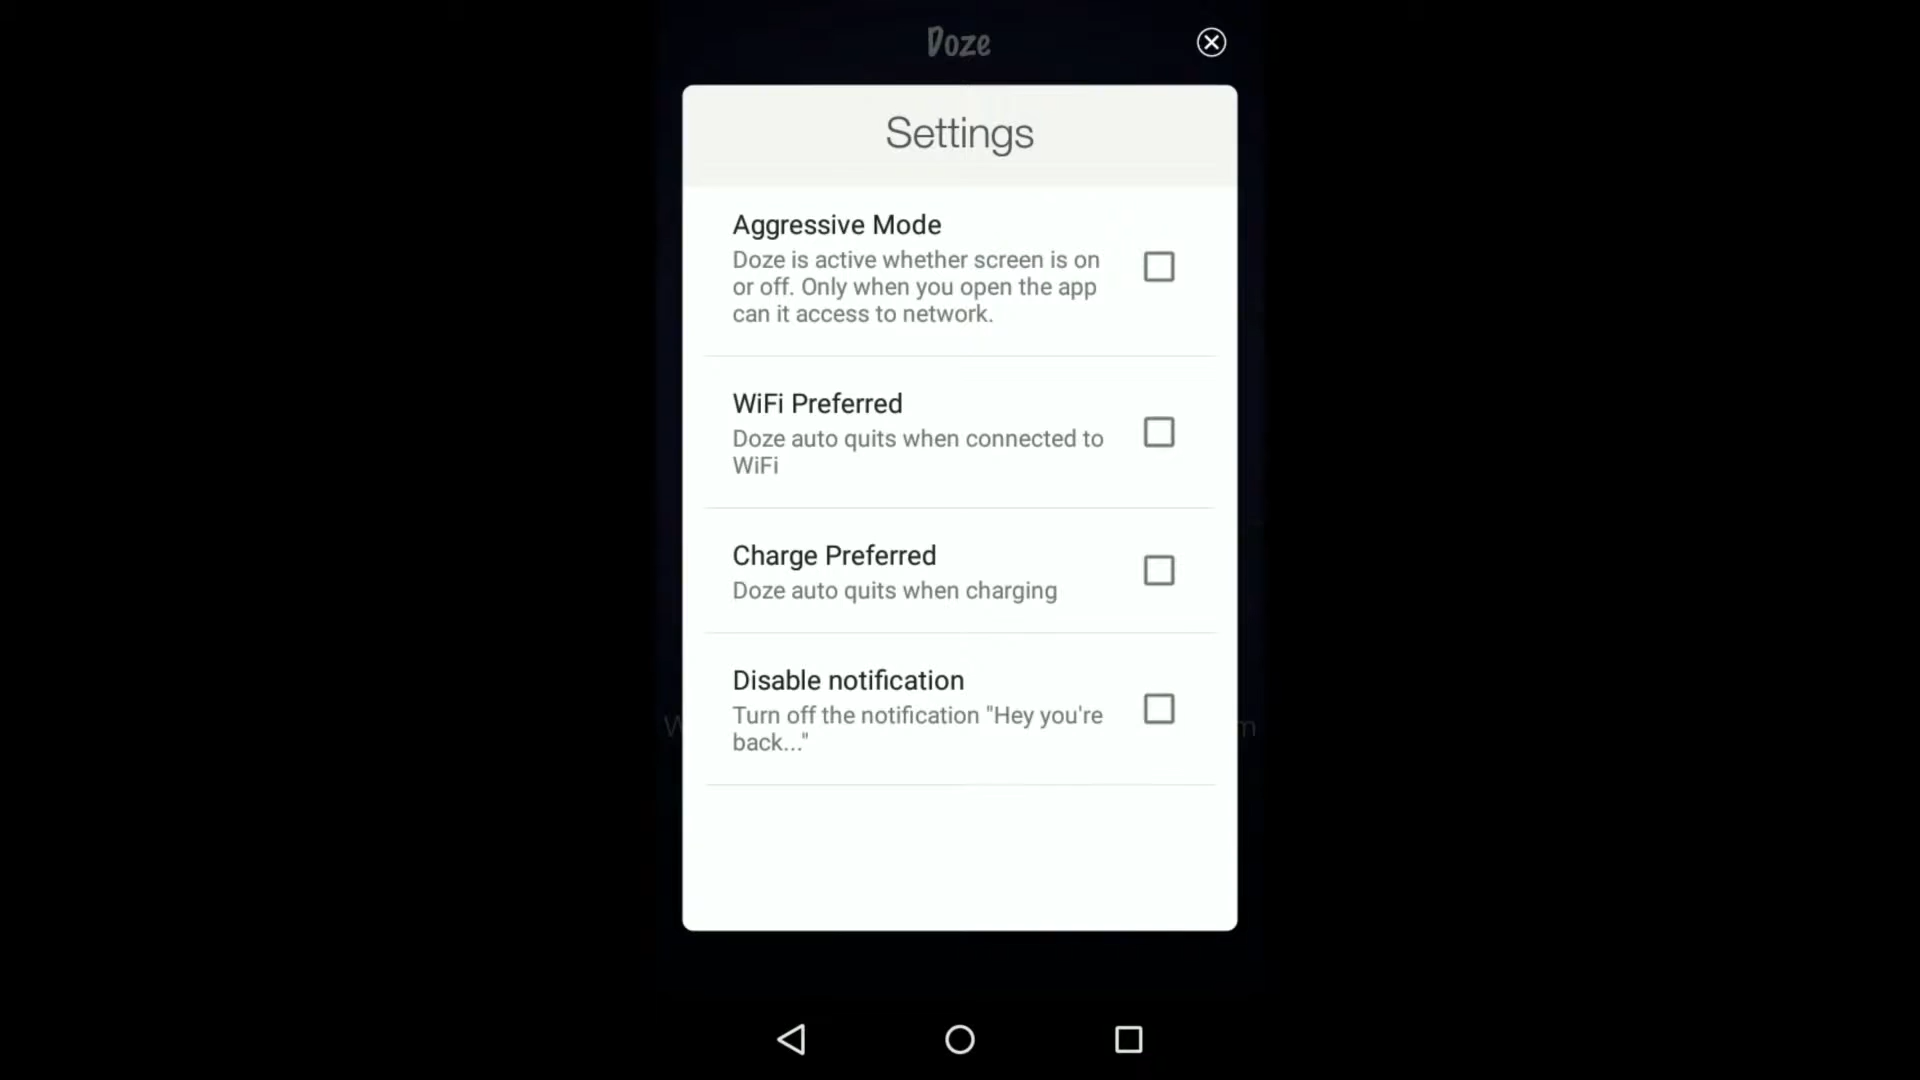 Doze
Settings
Aggressive Mode
Doze is active whether screen is on
or off. Only when you open the app
can it access to network.
WiFi Preferred
Doze auto quits when connected to
WiFi
Charge Preferred
Doze auto quits when charging
Disable notification
Turn off the notification "Hey you're
back..."